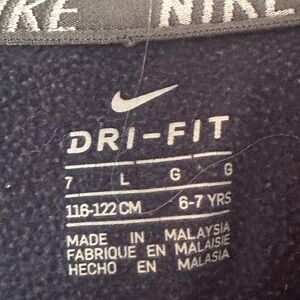 KE NIKE
DRI-FIT
7 L G G
116-122 CM 6-7 YRS
MADE IN MALAYSIA
FABRIQUE EN MALAISIE
HECHO EN MALASIA